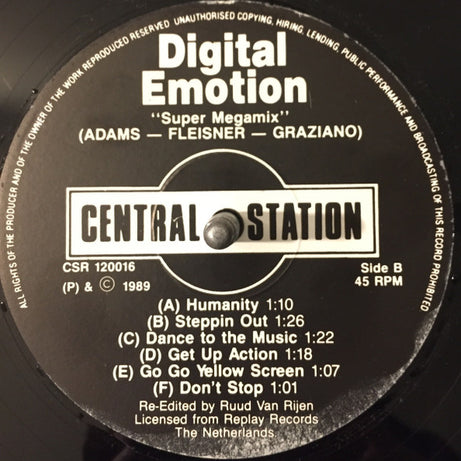 ALL RIGHTS OF THE PRODUCER AND OF THE OWNER OF THE WORK REPRODUCED RESERVED UNAUTHORISED COPYING, HIRING, LENDING, PUBLIC PERFORMANCE AND BROADCASTING OF THIS RECORD PROHIBITED
Digital
Emotion
"Super Megamix"
(ADAMS — FLEISNER — GRAZIANO)
CENTRAL STATION
CSR 120016 Side B
(P) & © 1989 45 RPM
(A) Humanity 1:10
(B) Steppin Out 1:26
(C) Dance to the Music 1:22
(D) Get Up Action 1:18
(E) Go Go Yellow Screen 1:07
(F) Don't Stop 1:01
Re-Edited by Ruud Van Rijen
Licensed from Replay Records
The Netherlands.